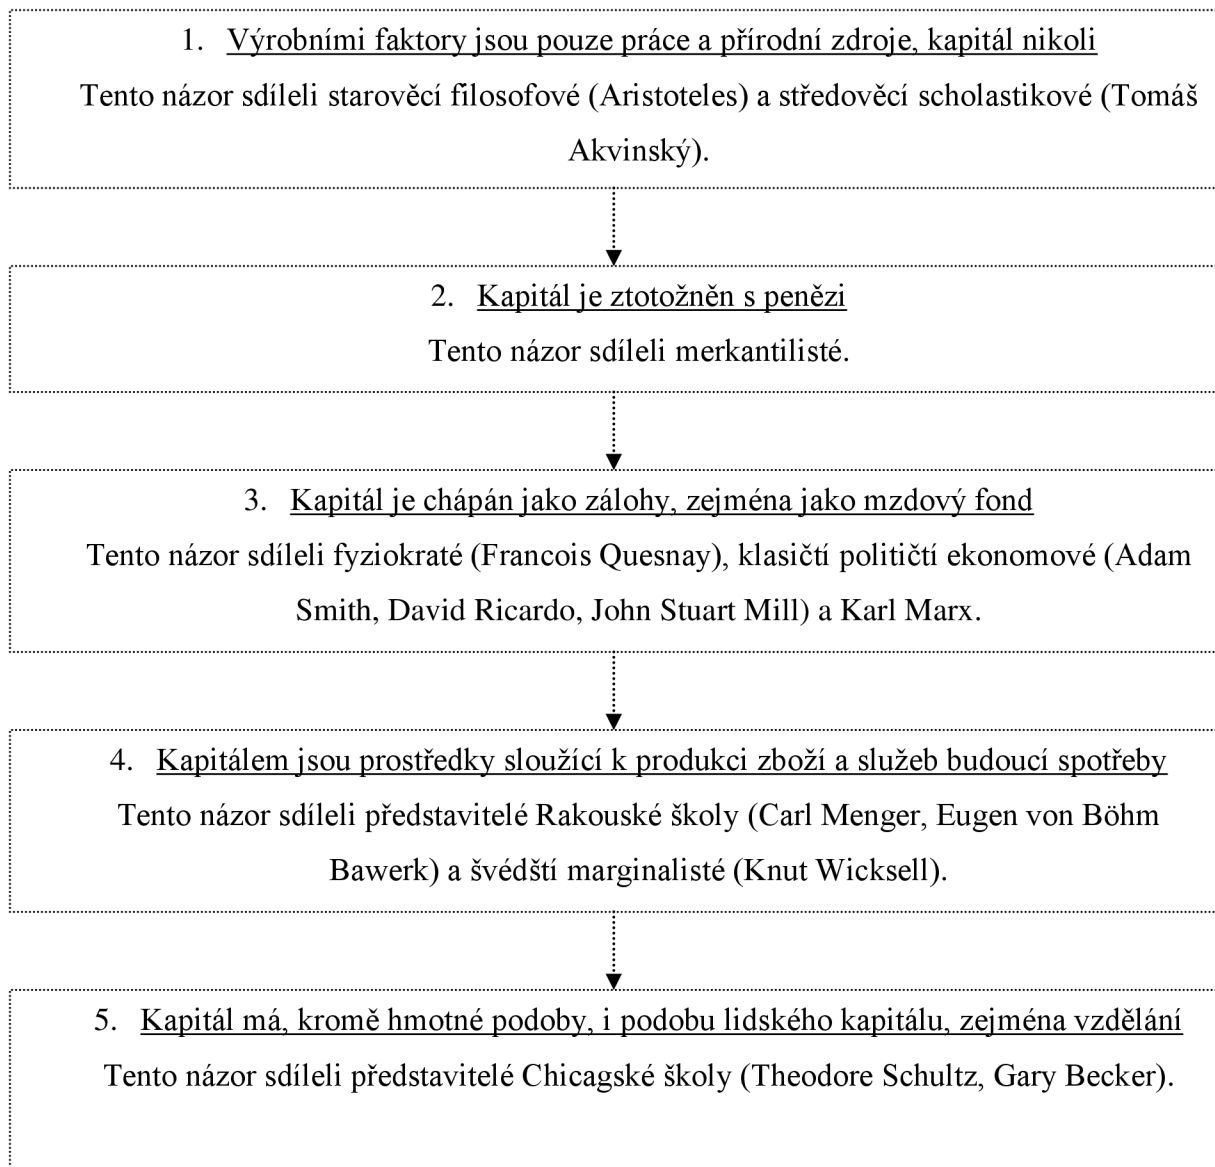 1. Výrobními faktory jsou pouze práce a přírodní zdroje, kapitál nikoli
Tento názor sdíleli starověcí filosofové (Aristoteles) a středověcí scholastikové (Tomáš
Akvinský).
2. Kapitál je ztotožněn s penězi
Tento názor sdíleli merkantilisté.
3. Kapitál je chápán jako zálohy, zejména jako mzdový fond
Tento názor sdíleli fyziokraté (Francois Quesnay), klasičtí političtí ekonomové (Adam
Smith, David Ricardo, John Stuart Mill) a Karl Marx.
4. Kapitálem jsou prostředky sloužící k produkci zboží a služeb budoucí spotřeby
Tento názor sdíleli představitelé Rakouské školy (Carl Menger, Eugen von Böhm
Bawerk) a švédští marginalisté (Knut Wicksell).
5. Kapitál má, kromě hmotné podoby, i podobu lidského kapitálu, zejména vzdělání
Tento názor sdíleli představitelé Chicagské školy (Theodore Schultz, Gary Becker).